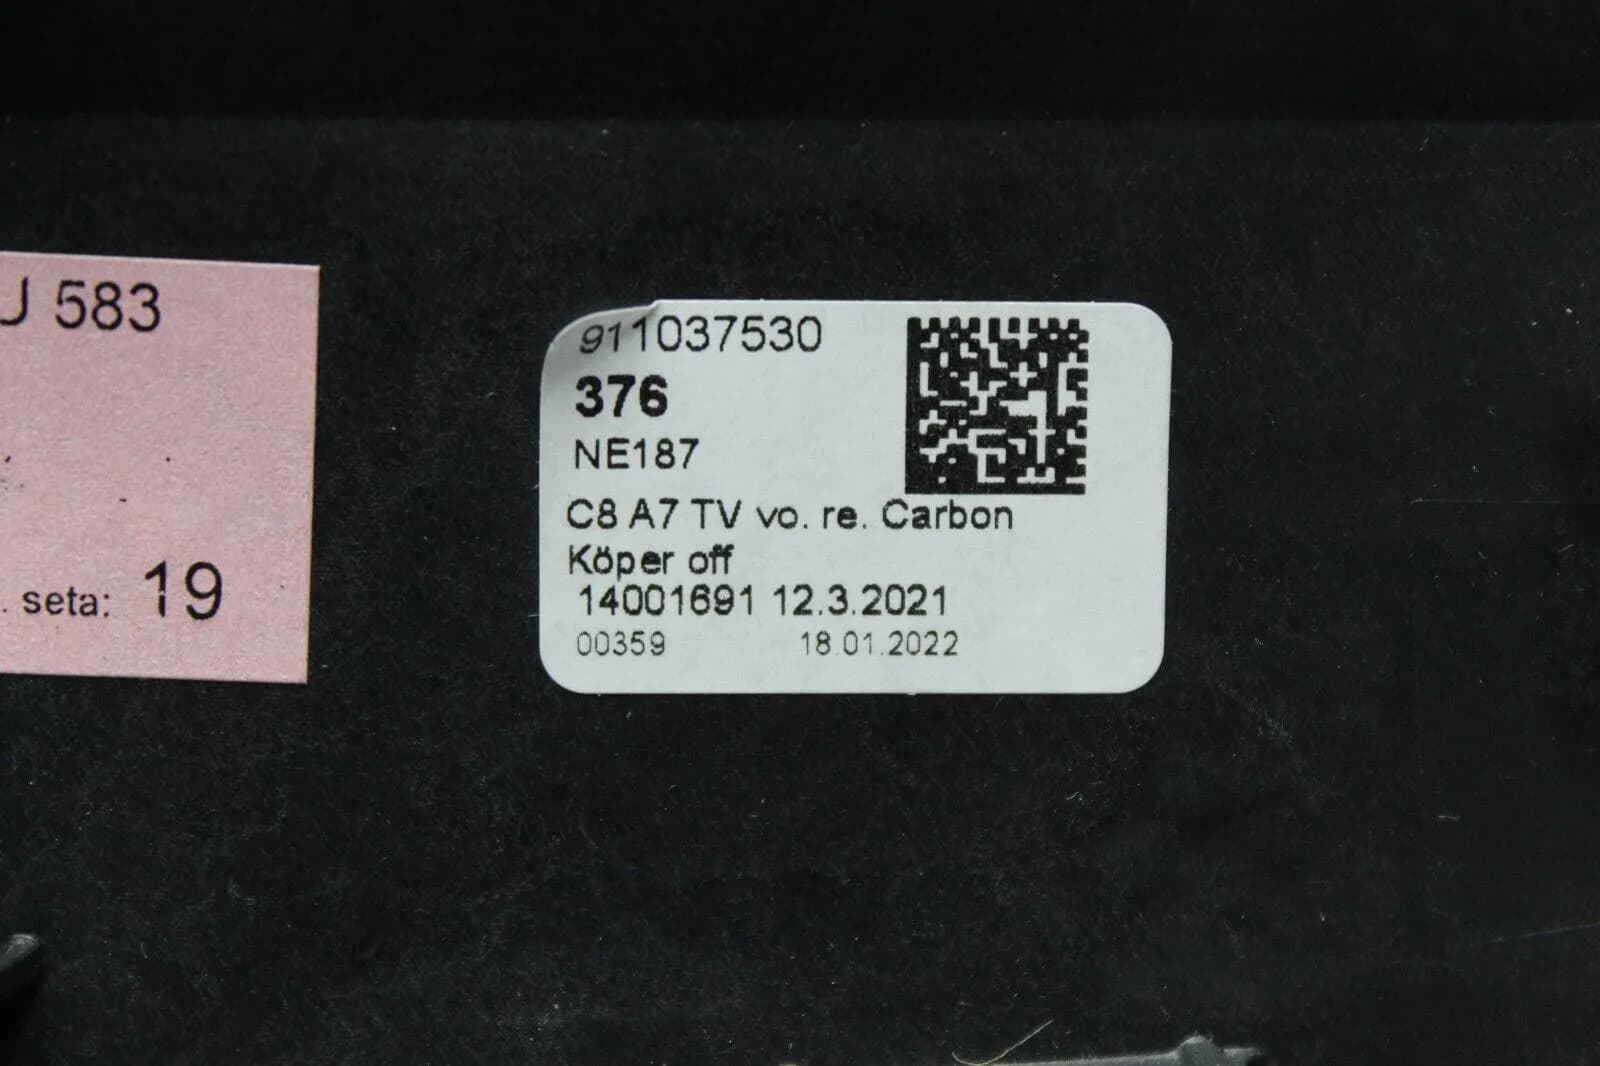 J 583
. seta: 19
911037530
376
NE187
C8 A7 TV vo. re. Carbon
Köper off
14001691 12.3.2021
00359 18.01.2022